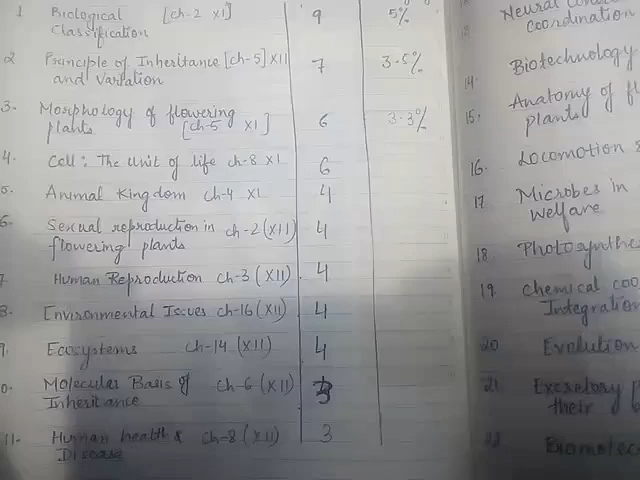 1 Biological [ch-2 XI] 9 5%
Classification
2 Principle of Inheritance [ch-5] XII 7 3.5%
and Variation
3. Morphology of flowering 6 3.3%
plants [ch-5 XI]
4. Cell: The Unit of life ch-8 XI 6
5. Animal Kingdom ch-4 XI 4
6. Sexual reproduction in ch-2 (XII) 4
flowering plants
7 Human Reproduction ch-3 (XII) 4
8. Environmental Issues ch-16 (XII) 4
9. Ecosystems ch-14 (XII) 4
0. Molecular Basis of ch-6 (XII) 3
Inheritance
11. Human health & ch-8 (XII) 3
Disease
Neural
coordination
Biotechnology
14.
Anatomy of fl
15. plants
16. Locomotion &
17 Microbes in
welfare
18 Photosynthe
19 Chemical coo
Integration
20 Evolution
21 Excretory p
their
22